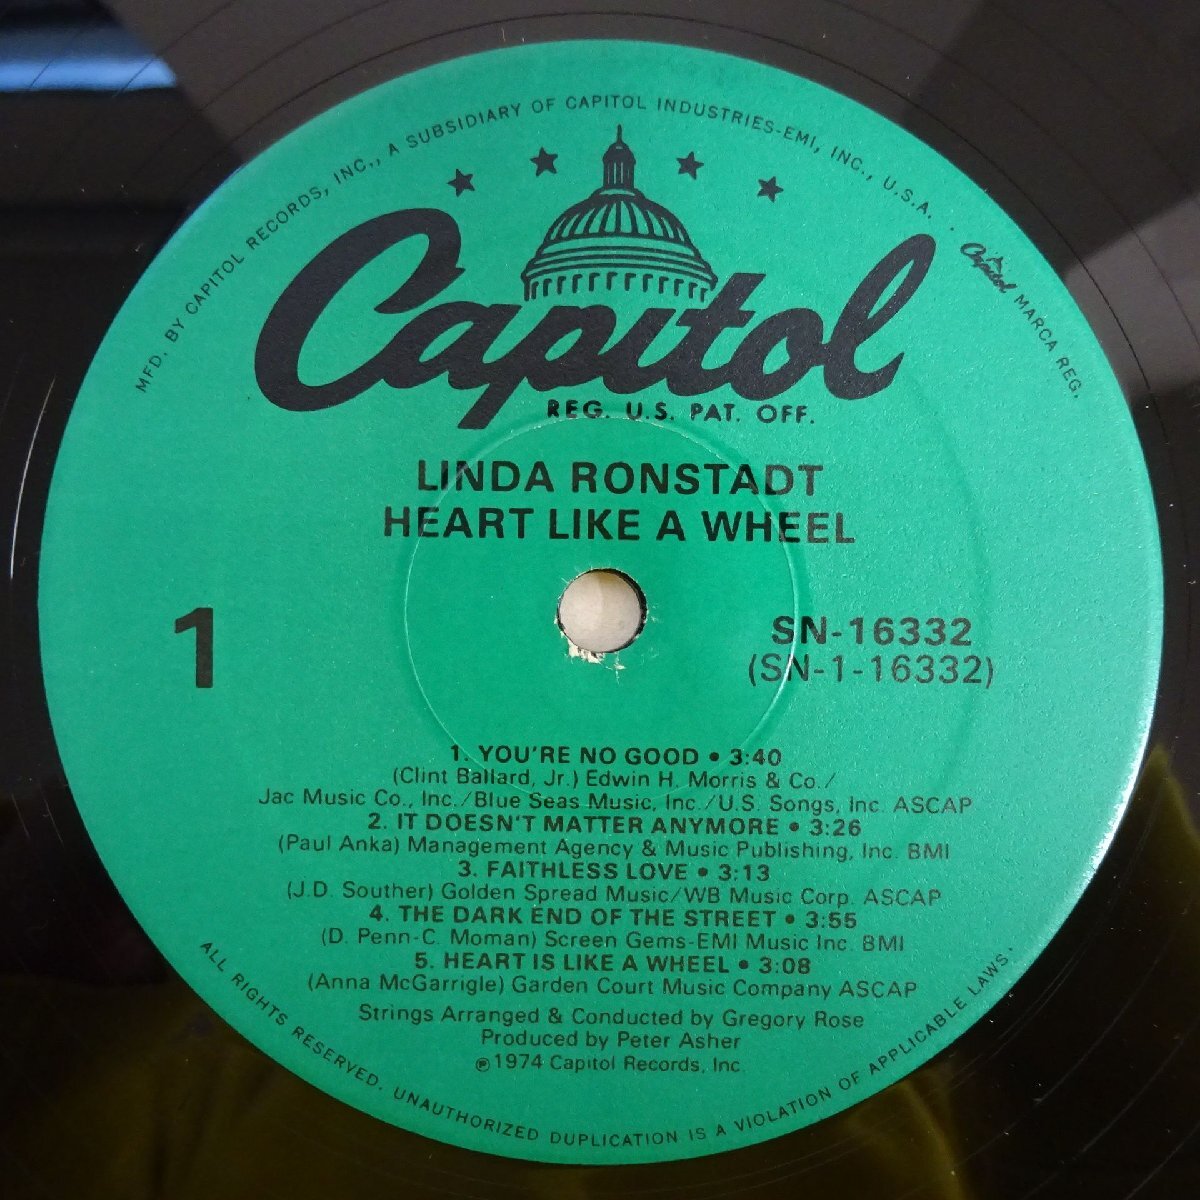 MFD. BY CAPITOL RECORDS, INC., A SUBSIDIARY OF CAPITOL INDUSTRIES-EMI, INC., U.S.A. Capitol MARCA REG.
Capitol
REG. U.S. PAT. OFF.
LINDA RONSTADT
HEART LIKE A WHEEL
1
SN-16332
(SN-1-16332)
1. YOU'RE NO GOOD • 3:40
(Clint Ballard, Jr.) Edwin H. Morris & Co./
Jac Music Co., Inc./Blue Seas Music, Inc./U.S. Songs, Inc. ASCAP
2. IT DOESN'T MATTER ANYMORE • 3:26
(Paul Anka) Management Agency & Music Publishing, Inc. BMI
3. FAITHLESS LOVE • 3:13
(J.D. Souther) Golden Spread Music/WB Music Corp. ASCAP
4. THE DARK END OF THE STREET • 3:55
(D. Penn-C. Moman) Screen Gems-EMI Music Inc. BMI
5. HEART IS LIKE A WHEEL • 3:08
(Anna McGarrigle) Garden Court Music Company ASCAP
Strings Arranged & Conducted by Gregory Rose
Produced by Peter Asher
℗1974 Capitol Records, Inc.
ALL RIGHTS RESERVED. UNAUTHORIZED DUPLICATION IS A VIOLATION OF APPLICABLE LAWS.